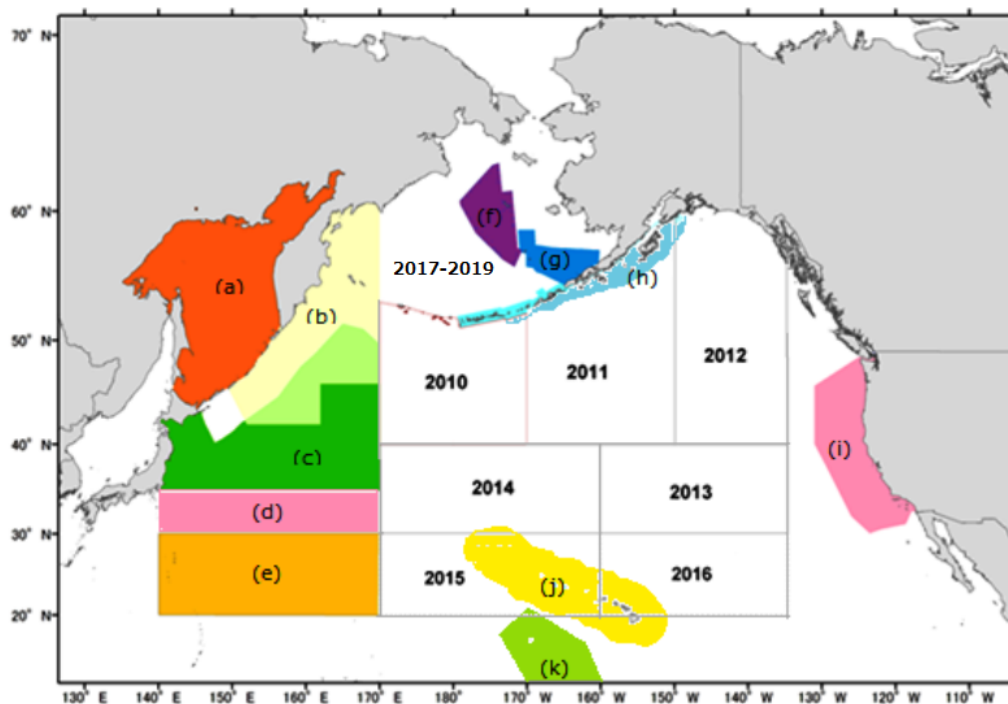 70° N
60° N
50° N
40° N
30° N
20° N
(a)
(b)
(c)
(d)
(e)
(f)
(g)
(h)
(i)
(j)
(k)
2017-2019
2010
2011
2012
2014
2013
2015
2016
130° E
140° E
150° E
160° E
170° E
180°
170° W
160° W
150° W
140° W
130° W
120° W
110° W